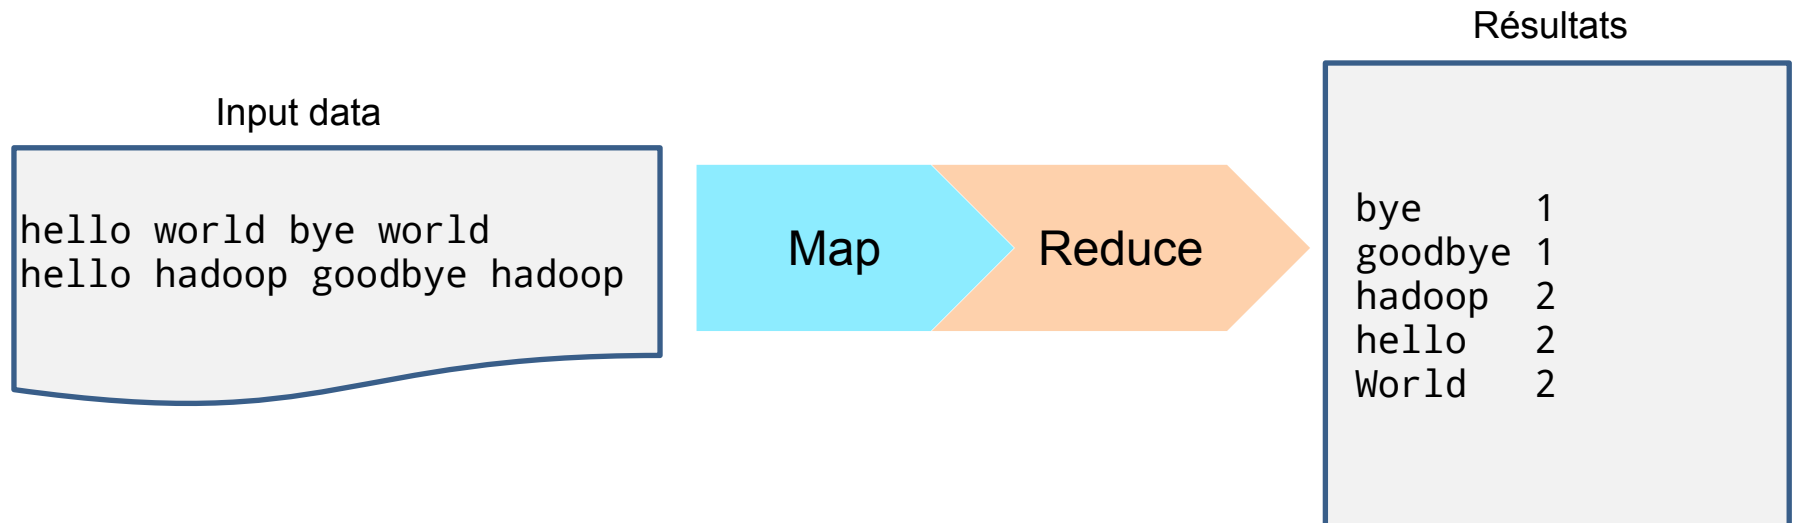 Input data
hello world bye world
hello hadoop goodbye hadoop
Map
Reduce
Résultats
bye 1
goodbye 1
hadoop 2
hello 2
World 2